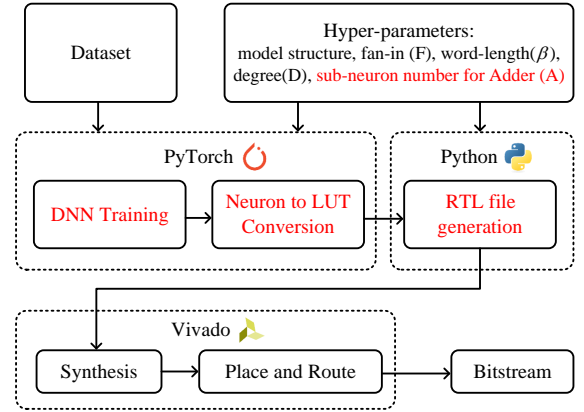 Dataset
Hyper-parameters:
model structure, fan-in (F), word-length(β),
degree(D), sub-neuron number for Adder (A)
PyTorch
Python
DNN Training
Neuron to LUT
Conversion
RTL file
generation
Vivado
Synthesis
Place and Route
Bitstream